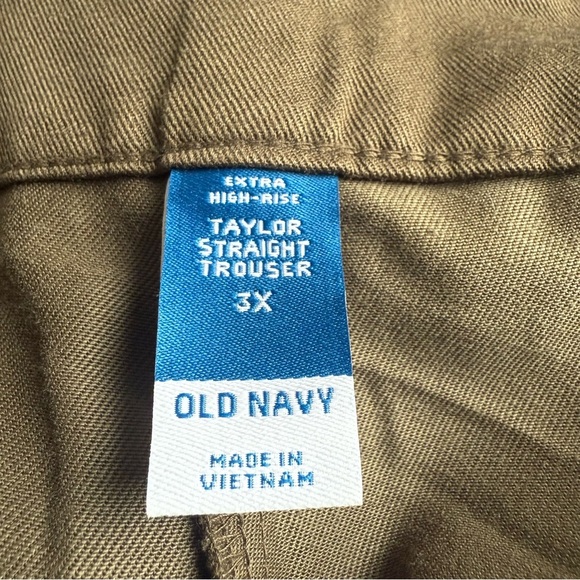 EXTRA
HIGH-RISE
TAYLOR
STRAIGHT
TROUSER
3X
OLD NAVY
MADE IN
VIETNAM